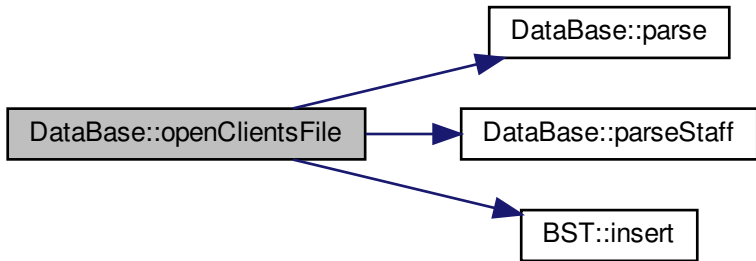 DataBase::parse
DataBase::openClientsFile
DataBase::parseStaff
BST::insert